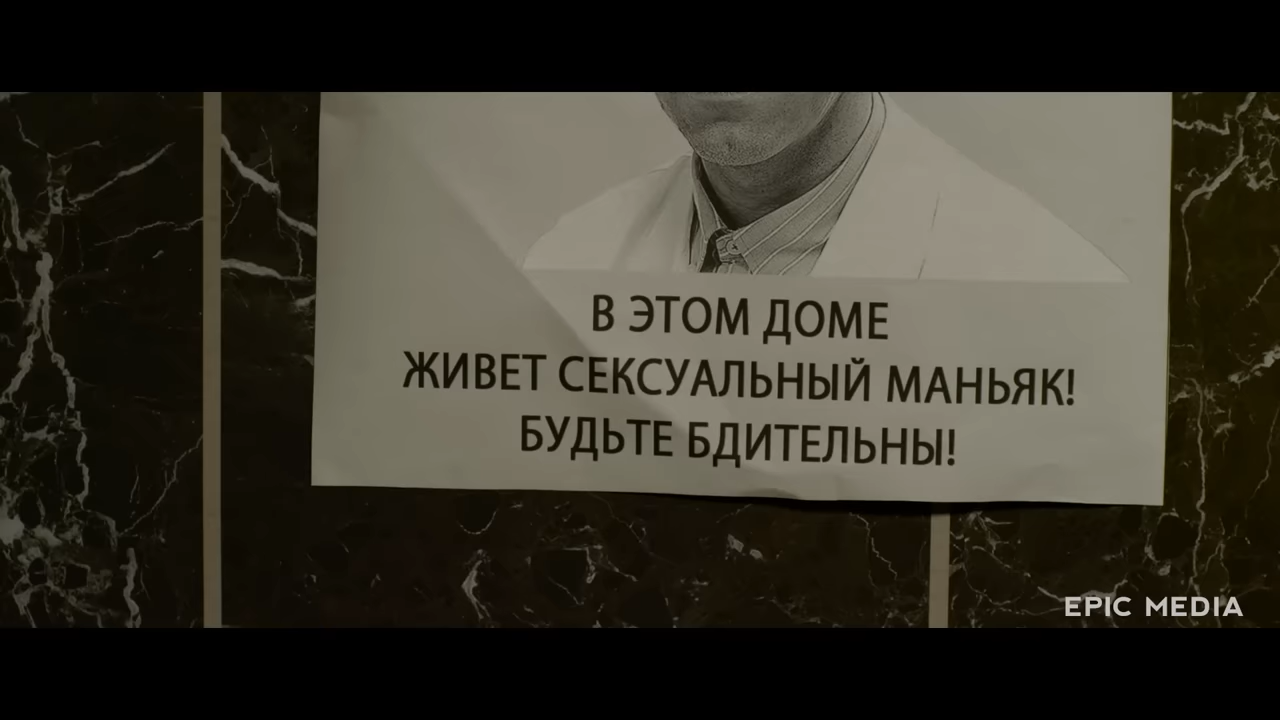 В ЭТОМ ДОМЕ
ЖИВЕТ СЕКСУАЛЬНЫЙ МАНЬЯК!
БУДЬТЕ БДИТЕЛЬНЫ!
EPIC MEDIA